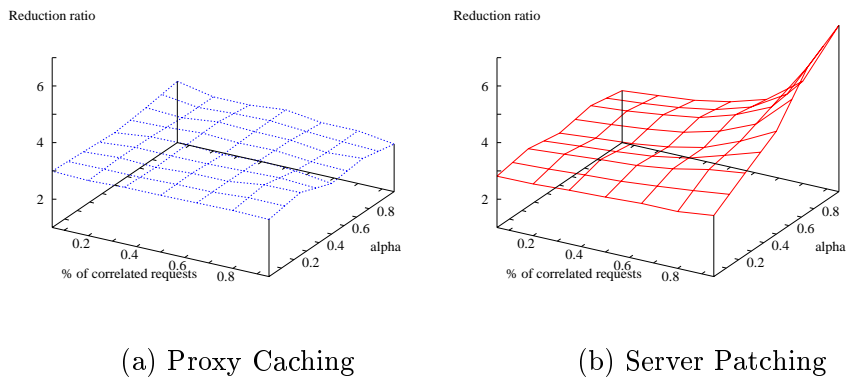 Reduction ratio
6
4
2
0.2
0.4
0.6
0.8
% of correlated requests
0.2
0.4
0.6
0.8
alpha
(a) Proxy Caching
Reduction ratio
6
4
2
0.2
0.4
0.6
0.8
% of correlated requests
0.2
0.4
0.6
0.8
alpha
(b) Server Patching